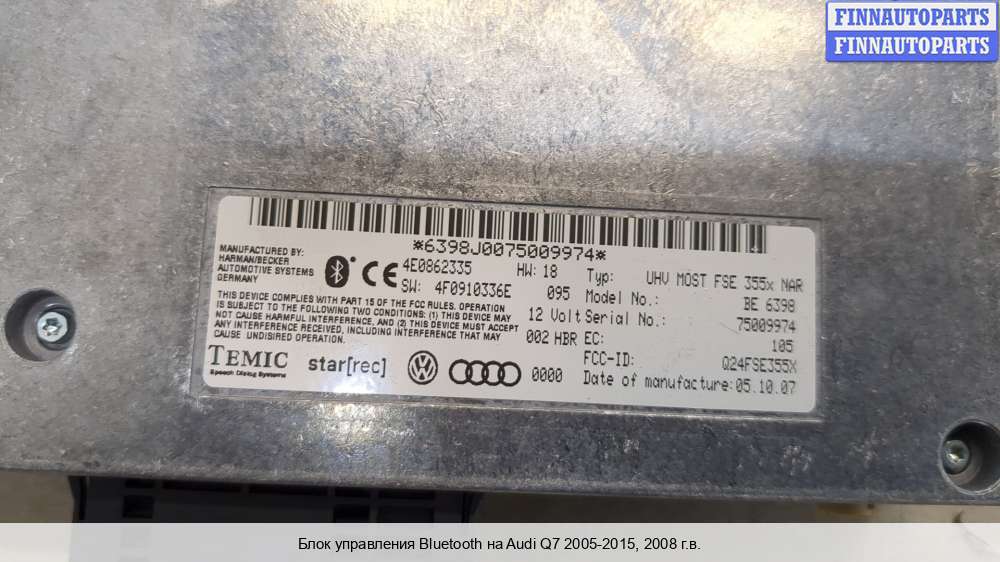 FINNAUTOPARTS
FINNAUTOPARTS
*6398J0075009974*
MANUFACTURED BY:
HARMAN/BECKER
AUTOMOTIVE SYSTEMS
GERMANY
CE
4E0862335 HW: 18
SW: 4F0910336E 095
12 Volt
002 HBR
THIS DEVICE COMPLIES WITH PART 15 OF THE FCC RULES. OPERATION
IS SUBJECT TO THE FOLLOWING TWO CONDITIONS: (1) THIS DEVICE MAY
NOT CAUSE HARMFUL INTERFERENCE, AND (2) THIS DEVICE MUST ACCEPT
ANY INTERFERENCE RECEIVED, INCLUDING INTERFERENCE THAT MAY
CAUSE UNDISIRED OPERATION.
TEMIC
Speech Dialog Systems
star[rec]
0000
Typ: UHV MOST FSE 355x NAR
Model No.: BE 6398
Serial No.: 75009974
EC: 105
FCC-ID: Q24FSE355X
Date of manufacture: 05.10.07
Блок управления Bluetooth на Audi Q7 2005-2015, 2008 г.в.